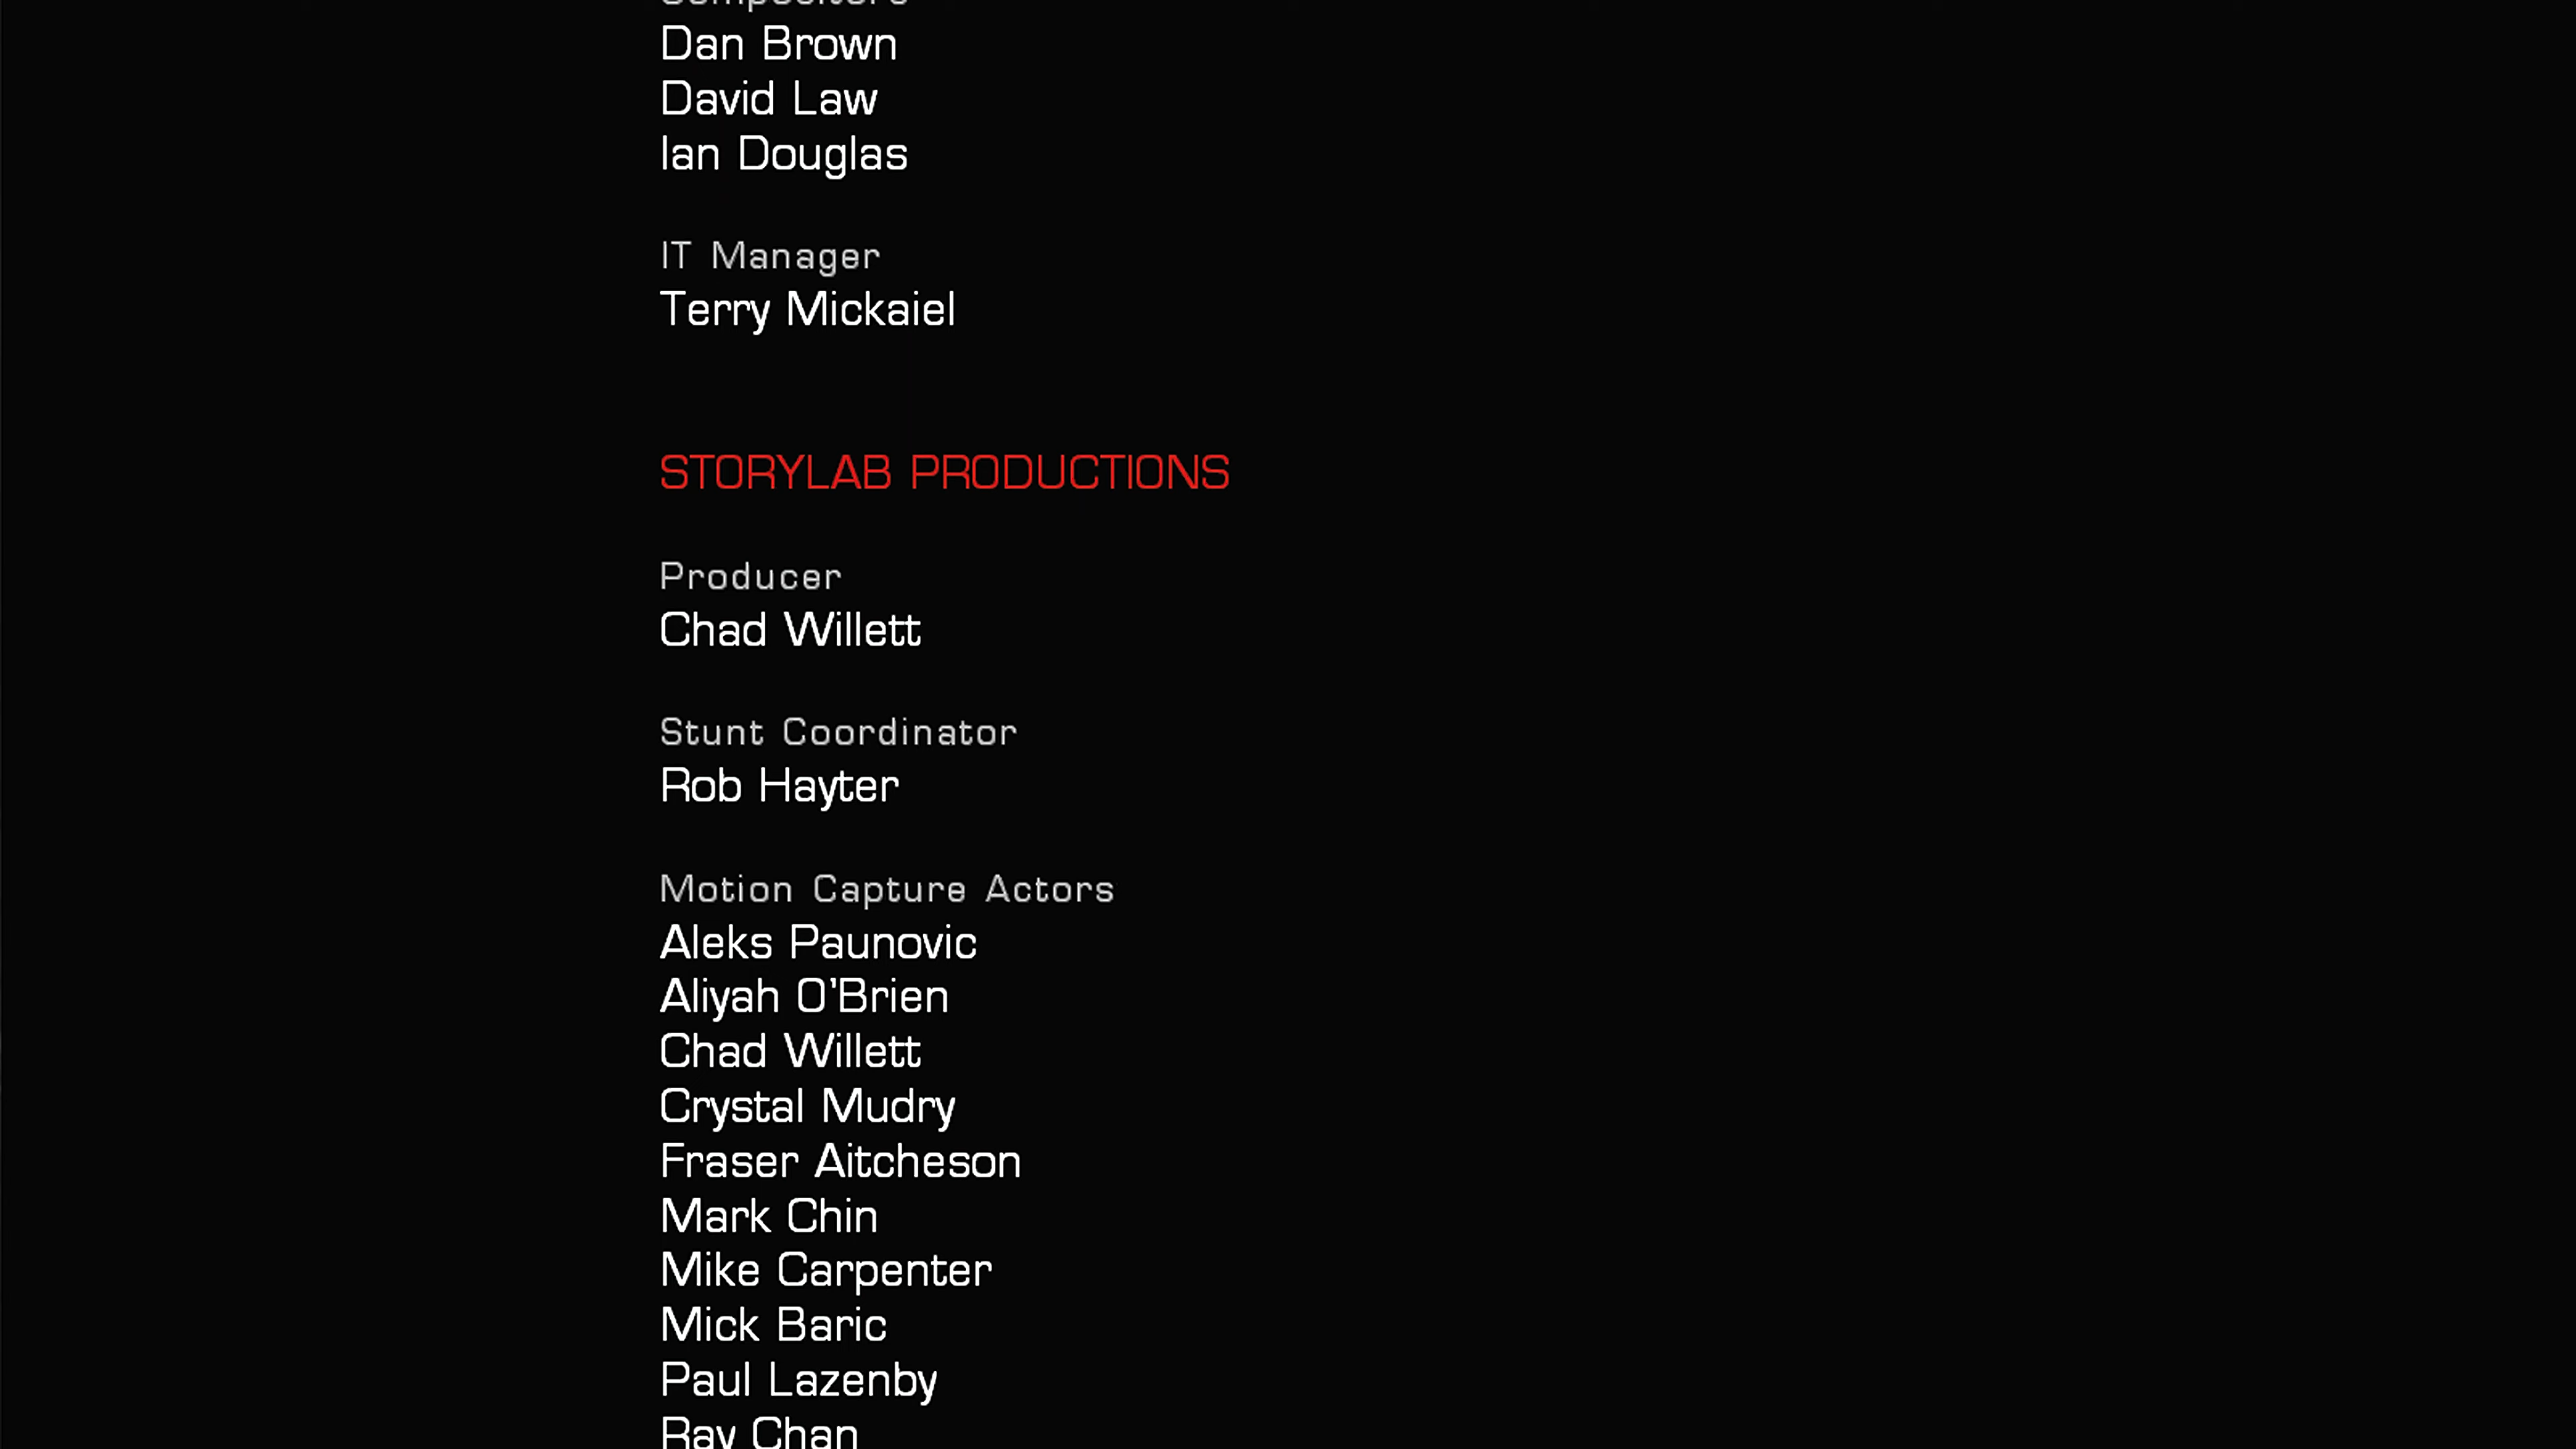 Compositors
Dan Brown
David Law
Ian Douglas
IT Manager
Terry Mickaiel
STORYLAB PRODUCTIONS
Producer
Chad Willett
Stunt Coordinator
Rob Hayter
Motion Capture Actors
Aleks Paunovic
Aliyah O'Brien
Chad Willett
Crystal Mudry
Fraser Aitcheson
Mark Chin
Mike Carpenter
Mick Baric
Paul Lazenby
Ray Chan